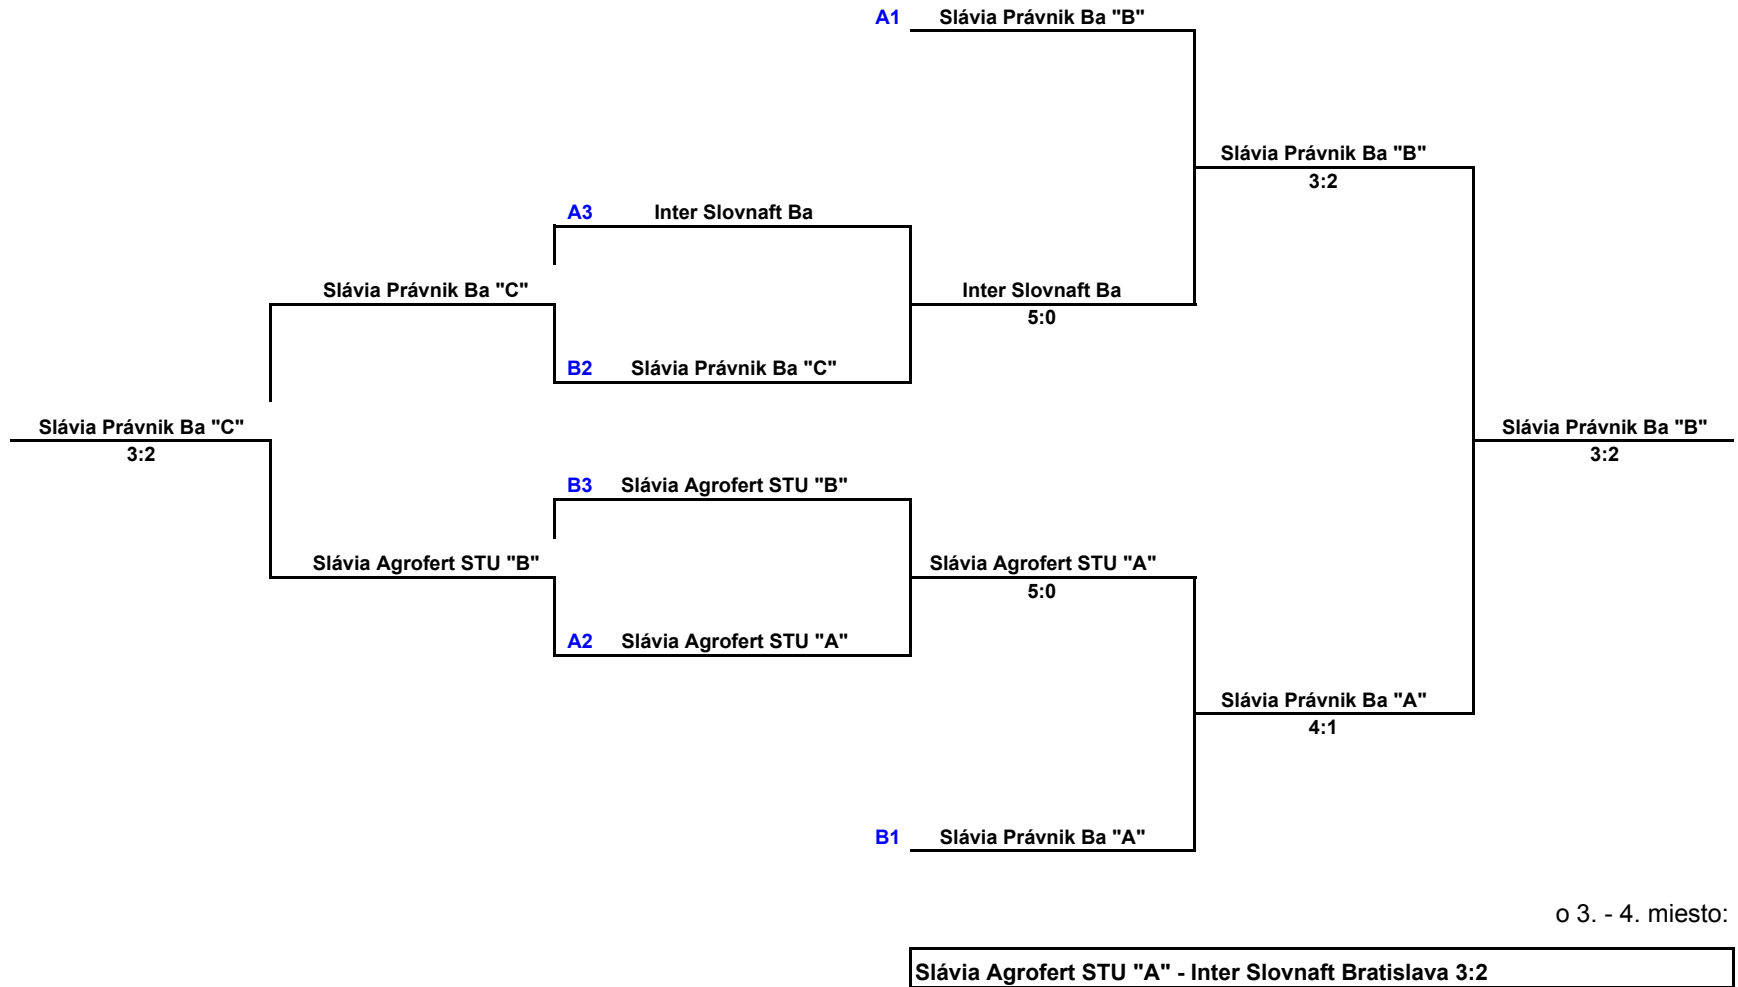 A1 Slávia Právnik Ba "B"
Slávia Právnik Ba "B"
3:2
A3 Inter Slovnaft Ba
Slávia Právnik Ba "C" Inter Slovnaft Ba
5:0
B2 Slávia Právnik Ba "C"
Slávia Právnik Ba "C" Slávia Právnik Ba "B"
3:2 3:2
B3 Slávia Agrofert STU "B"
Slávia Agrofert STU "B" Slávia Agrofert STU "A"
5:0
A2 Slávia Agrofert STU "A"
Slávia Právnik Ba "A"
4:1
B1 Slávia Právnik Ba "A"
o 3. - 4. miesto:
Slávia Agrofert STU "A" - Inter Slovnaft Bratislava 3:2